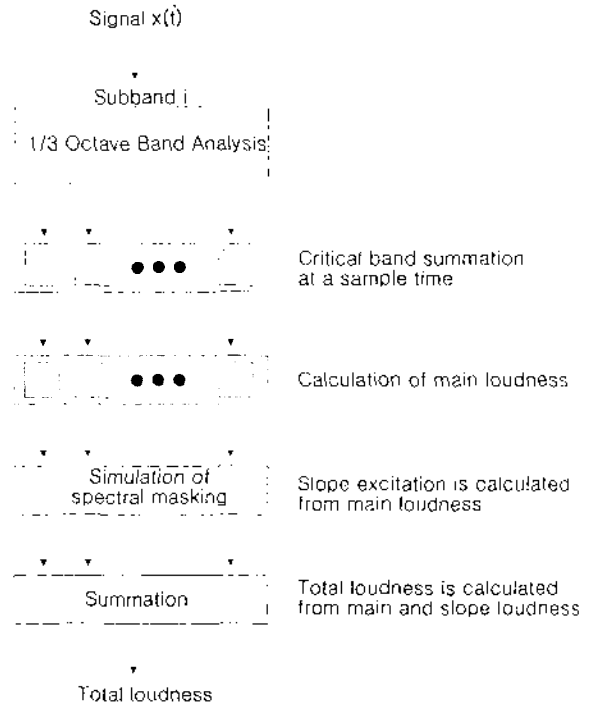 Signal x(t)
Subband i
1/3 Octave Band Analysis
Critical band summation
at a sample time
Calculation of main loudness
Simulation of
spectral masking
Slope excitation is calculated
from main loudness
Summation
Total loudness is calculated
from main and slope loudness
Total loudness